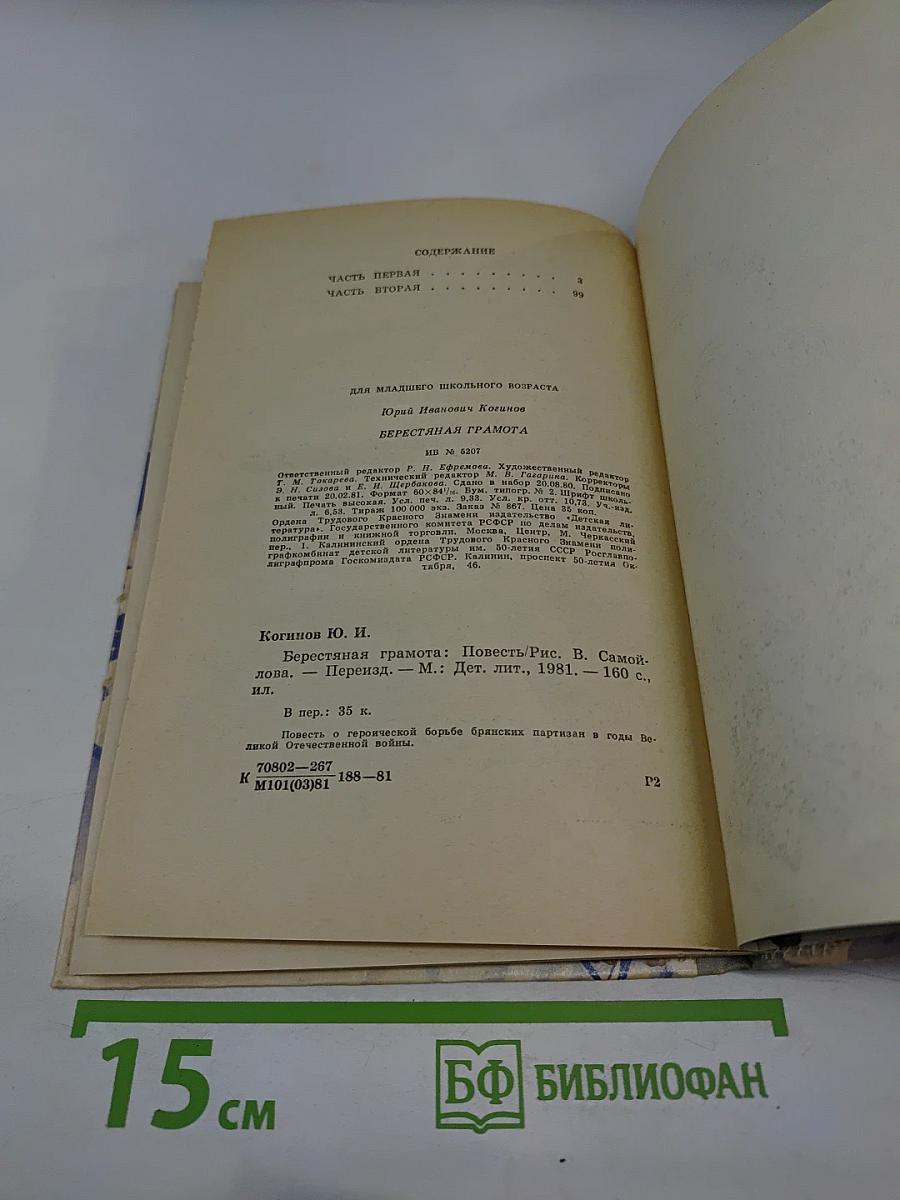 СОДЕРЖАНИЕ
ЧАСТЬ ПЕРВАЯ . . . . . . . . . 3
ЧАСТЬ ВТОРАЯ . . . . . . . . . 99
ДЛЯ МЛАДШЕГО ШКОЛЬНОГО ВОЗРАСТА
Юрий Иванович Когинов
БЕРЕСТЯНАЯ ГРАМОТА
ИБ № 5207
Ответственный редактор Р. Н. Ефремова. Художественный редактор
Т. М. Токарева. Технический редактор М. В. Гагарина. Корректоры
Э. Н. Сизова и Е. И. Щербакова. Сдано в набор 20.08.80. Подписано
к печати 20.02.81. Формат 60×84¹/₁₆. Бум. типогр. № 2. Шрифт школь-
ный. Печать высокая. Усл. печ. л. 9,33. Усл. кр. отт. 10,73. Уч.-изд.
л. 6,53. Тираж 100 000 экз. Заказ № 867. Цена 35 коп.
Ордена Трудового Красного Знамени издательство «Детская ли-
тература». Государственного комитета РСФСР по делам издательств,
полиграфии и книжной торговли. Москва, Центр, М. Черкасский
пер., 1. Калининский ордена Трудового Красного Знамени поли-
графкомбинат детской литературы им. 50-летия СССР Росглавпо-
лиграфпрома Госкомиздата РСФСР. Калинин, проспект 50-летия Ок-
тября, 46.
Когинов Ю. И.
Берестяная грамота: Повесть/Рис. В. Самой-
лова. — Переизд. — М.: Дет. лит., 1981. — 160 с.,
ил.
В пер.: 35 к.
Повесть о героической борьбе брянских партизан в годы Ве-
ликой Отечественной войны.
К 70802—267
М101(03)81 188—81
Р2
15 см
БФ БИБЛИОФАН